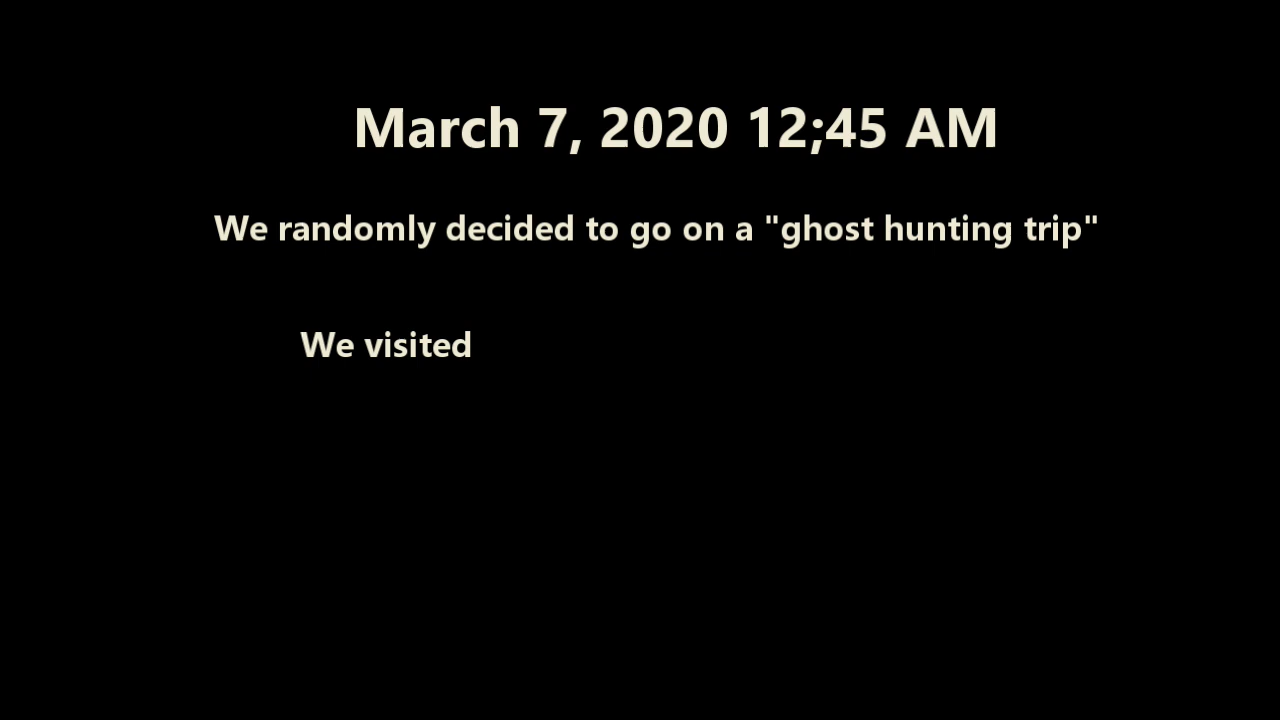 March 7, 2020 12;45 AM
We randomly decided to go on a "ghost hunting trip"
We visited